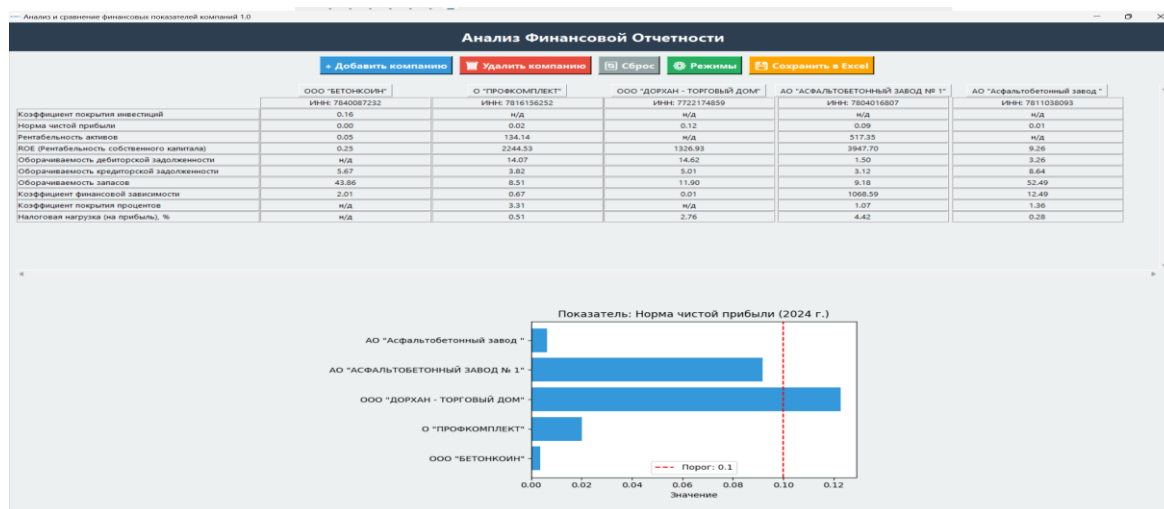 Анализ и сравнение финансовых показателей компаний 1.0
Анализ Финансовой Отчетности
+ Добавить компанию Удалить компанию Сброс Режимы Сохранить в Excel
ООО "БЕТОНКОИН" О "ПРОФКОМПЛЕКТ" ООО "ДОРХАН - ТОРГОВЫЙ ДОМ" АО "АСФАЛЬТОБЕТОННЫЙ ЗАВОД № 1" АО "Асфальтобетонный завод "
ИНН: 7840087232 ИНН: 7816156252 ИНН: 7722174859 ИНН: 7804016807 ИНН: 7811038093
Коэффициент покрытия инвестиций 0.16 н/д н/д н/д н/д
Норма чистой прибыли 0.00 0.02 0.12 0.09 0.01
Рентабельность активов 0.05 134.14 н/д 517.35 н/д
ROE (Рентабельность собственного капитала) 0.25 2244.53 1326.93 3947.70 9.26
Оборачиваемость дебиторской задолженности н/д 14.07 14.62 1.50 3.26
Оборачиваемость кредиторской задолженности 5.67 3.82 5.01 3.12 8.64
Оборачиваемость запасов 43.86 8.51 11.90 9.18 52.49
Коэффициент финансовой зависимости 2.01 0.67 0.01 1068.59 12.49
Коэффициент покрытия процентов н/д 3.31 н/д 1.07 1.36
Налоговая нагрузка (на прибыль), % н/д 0.51 2.76 4.42 0.28
Показатель: Норма чистой прибыли (2024 г.)
АО "Асфальтобетонный завод "
АО "АСФАЛЬТОБЕТОННЫЙ ЗАВОД № 1"
ООО "ДОРХАН - ТОРГОВЫЙ ДОМ"
О "ПРОФКОМПЛЕКТ"
ООО "БЕТОНКОИН"
Порог: 0.1
0.00 0.02 0.04 0.06 0.08 0.10 0.12
Значение